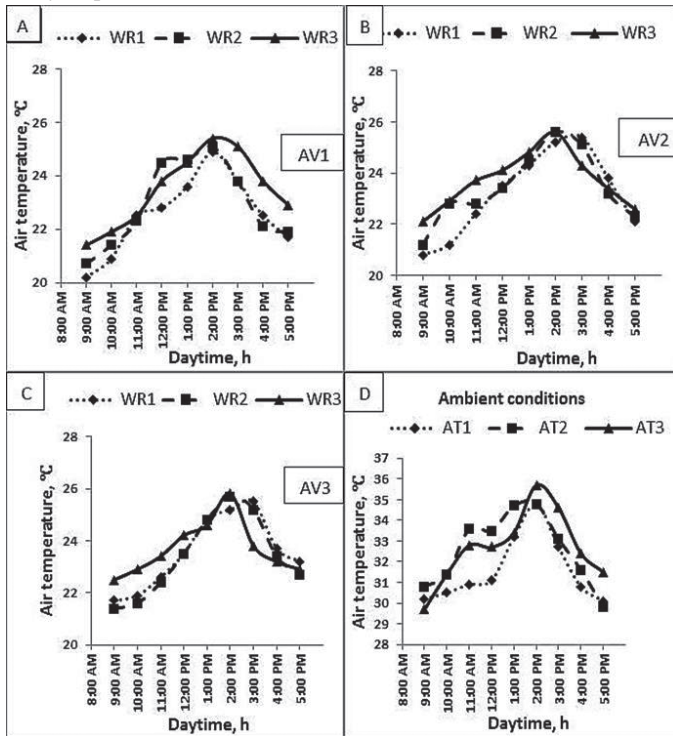 A
WR1 WR2 WR3
Air temperature, °C
28
26
24
22
20
AV1
8:00 AM
9:00 AM
10:00 AM
11:00 AM
12:00 PM
1:00 PM
2:00 PM
3:00 PM
4:00 PM
5:00 PM
Daytime, h
B
WR1 WR2 WR3
Air temperature, °C
28
26
24
22
20
AV2
8:00 AM
9:00 AM
10:00 AM
11:00 AM
12:00 PM
1:00 PM
2:00 PM
3:00 PM
4:00 PM
5:00 PM
Daytime, h
C
WR1 WR2 WR3
Air temperature, °C
28
26
24
22
20
AV3
8:00 AM
9:00 AM
10:00 AM
11:00 AM
12:00 PM
1:00 PM
2:00 PM
3:00 PM
4:00 PM
5:00 PM
Daytime, h
D
Ambient conditions
AT1 AT2 AT3
Air temperature, °C
37
36
35
34
33
32
31
30
29
28
8:00 AM
9:00 AM
10:00 AM
11:00 AM
12:00 PM
1:00 PM
2:00 PM
3:00 PM
4:00 PM
5:00 PM
Daytime, h